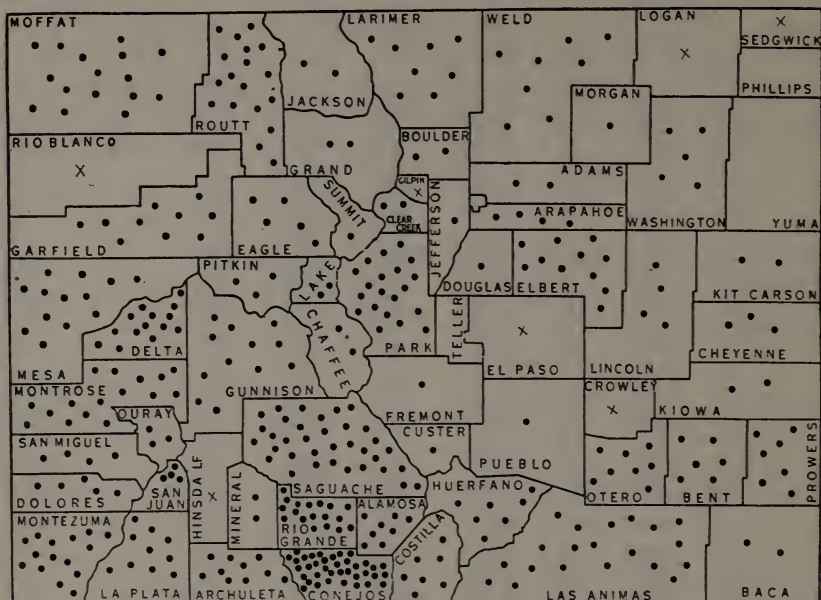 MOFFAT
LARIMER
WELD
LOGAN
SEDGWICK
PHILLIPS
JACKSON
ROUTT
MORGAN
RIO BLANCO
BOULDER
GRAND
GILPIN
ADAMS
SUMMIT
CLEAR
CREEK
JEFFERSON
ARAPAHOE
WASHINGTON
YUMA
GARFIELD
EAGLE
PITKIN
LAKE
DOUGLAS
ELBERT
KIT CARSON
DELTA
CHAFFEE
PARK
TELLER
EL PASO
LINCOLN
CHEYENNE
MESA
MONTROSE
GUNNISON
CROWLEY
KIOWA
OURAY
FREMONT
SAN MIGUEL
CUSTER
PUEBLO
PROWERS
DOLORES
SAN
JUAN
HINSDALE
MINERAL
SAGUACHE
HUERFANO
OTERO
BENT
MONTEZUMA
RIO
GRANDE
ALAMOSA
COSTILLA
LA PLATA
ARCHULETA
CONEJOS
LAS ANIMAS
BACA